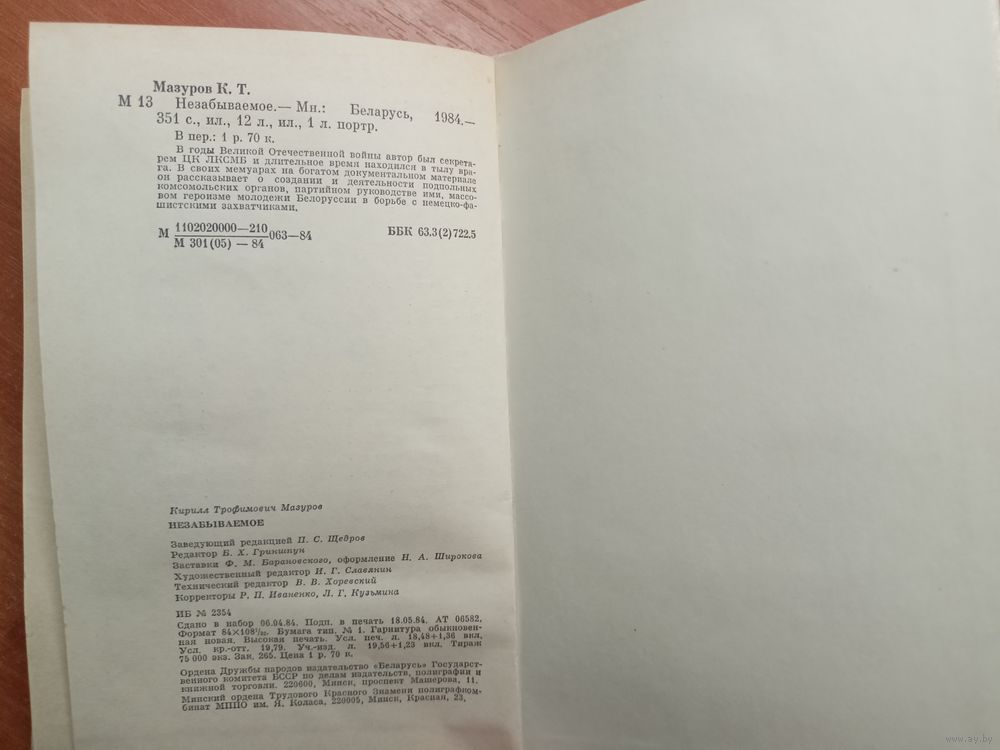 Мазуров К. Т.
М 13 Незабываемое.— Мн.: Беларусь, 1984.—
351 с., ил., 12 л., ил., 1 л. портр.
В пер.: 1 р. 70 к.
В годы Великой Отечественной войны автор был секрета-
рем ЦК ЛКСМБ и длительное время находился в тылу вра-
га. В своих мемуарах на богатом документальном материале
он рассказывает о создании и деятельности подпольных
комсомольских органов, партийном руководстве ими, массо-
вом героизме молодежи Белоруссии в борьбе с немецко-фа-
шистскими захватчиками.
1102020000—210
М 063—84 ББК 63.3(2)722.5
М 301(05) — 84
Кирилл Трофимович Мазуров
НЕЗАБЫВАЕМОЕ
Заведующий редакцией П. С. Щедров
Редактор Б. Х. Гриншпун
Заставки Ф. М. Барановского, оформление Н. А. Широкова
Художественный редактор И. Г. Славянин
Технический редактор В. В. Хоревский
Корректоры Р. П. Иваненко, Л. Г. Кузьмина
ИБ № 2354
Сдано в набор 06.04.84. Подп. в печать 18.05.84. АТ 06582.
Формат 84×108¹/₃₂. Бумага тип. № 1. Гарнитура обыкновен-
ная новая. Высокая печать. Усл. печ. л. 18,48+1,36 вкл.
Усл. кр.-отт. 19,79. Уч.-изд. л. 19,56+1,23 вкл. Тираж
75 000 экз. Зак. 265. Цена 1 р. 70 к.
Ордена Дружбы народов издательство «Беларусь» Государст-
венного комитета БССР по делам издательств, полиграфии и
книжной торговли. 220600, Минск, проспект Машерова, 11.
Минский ордена Трудового Красного Знамени полиграфком-
бинат МППО им. Я. Коласа, 220005, Минск, Красная, 23.
www.ay.by